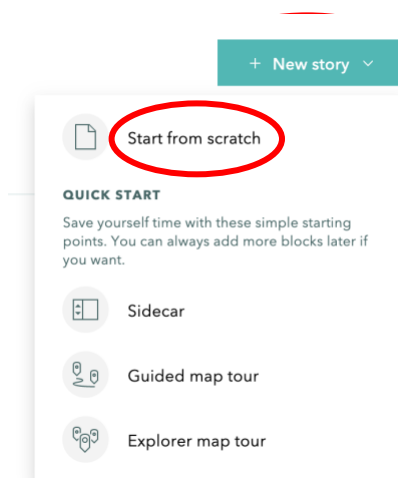 + New story
Start from scratch
QUICK START
Save yourself time with these simple starting
points. You can always add more blocks later if
you want.
Sidecar
Guided map tour
Explorer map tour